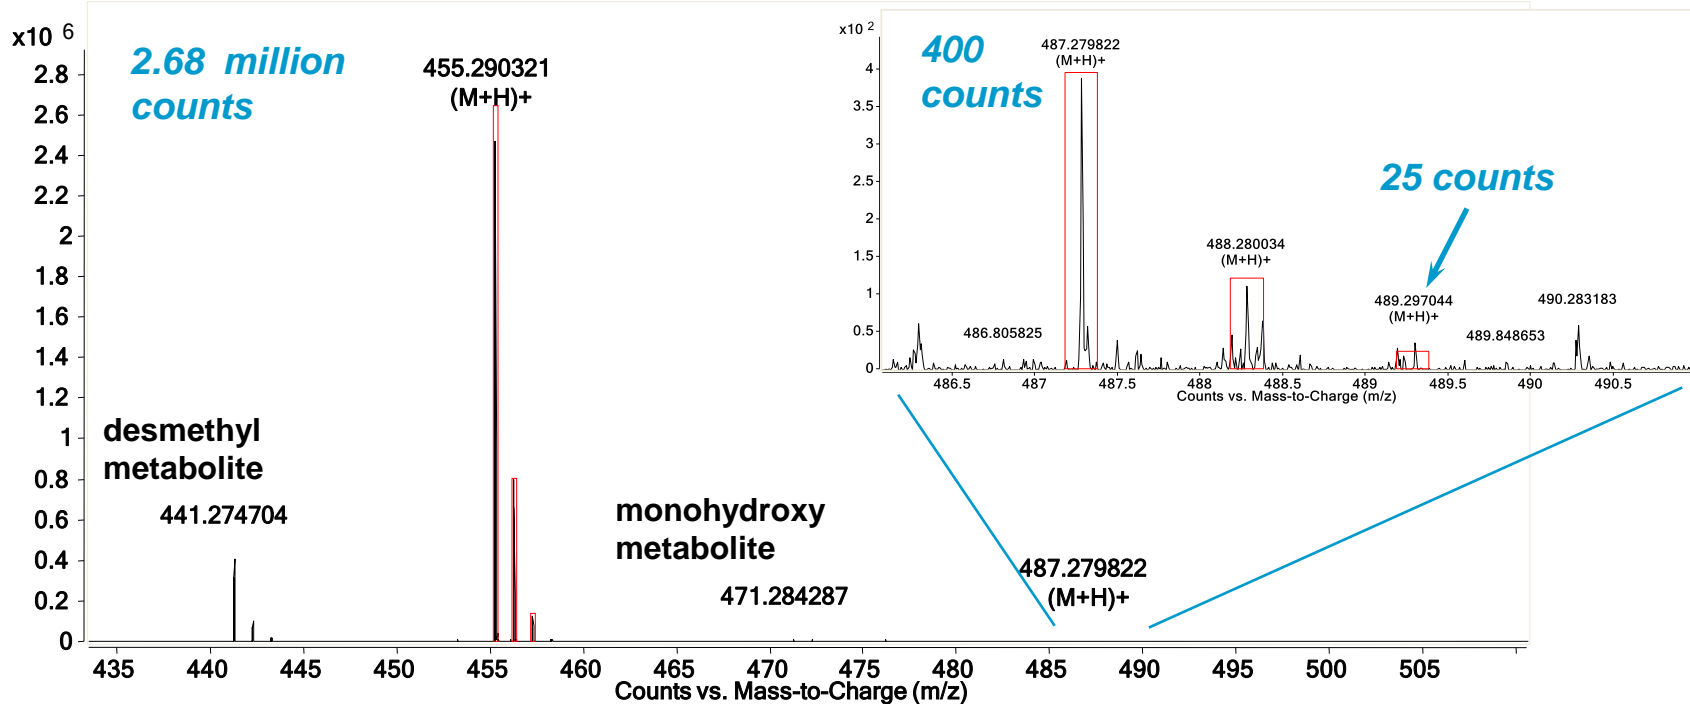 x10 6
2.68 million
counts
455.290321
(M+H)+
2.8
2.6
2.4
2.2
2
1.8
1.6
1.4
1.2
1
0.8
0.6
0.4
0.2
0
desmethyl
metabolite
441.274704
monohydroxy
metabolite
471.284287
487.279822
(M+H)+
435 440 445 450 455 460 465 470 475 480 485 490 495 500 505
Counts vs. Mass-to-Charge (m/z)
x10 2
400
counts
487.279822
(M+H)+
25 counts
488.280034
(M+H)+
489.297044
(M+H)+
490.283183
486.805825
489.848653
4
3.5
3
2.5
2
1.5
1
0.5
0
486.5 487 487.5 488 488.5 489 489.5 490 490.5
Counts vs. Mass-to-Charge (m/z)